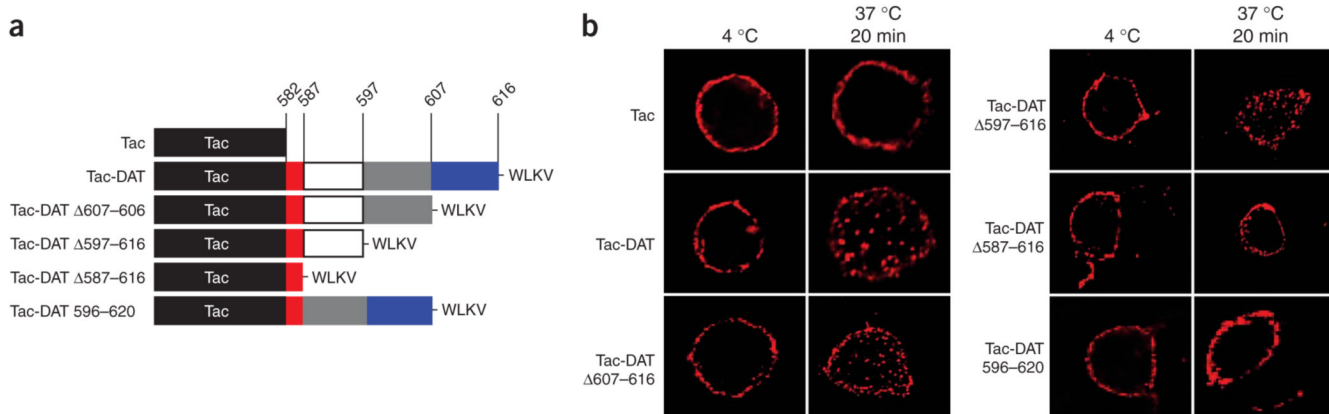 a
582 587 597 607 616
Tac Tac
Tac-DAT Tac WLKV
Tac-DAT Δ607–606 Tac WLKV
Tac-DAT Δ597–616 Tac WLKV
Tac-DAT Δ587–616 Tac WLKV
Tac-DAT 596–620 Tac WLKV
b
4 °C
37 °C
20 min
Tac
Tac-DAT
Tac-DAT
Δ607–616
4 °C
37 °C
20 min
Tac-DAT
Δ597–616
Tac-DAT
Δ587–616
Tac-DAT
596–620